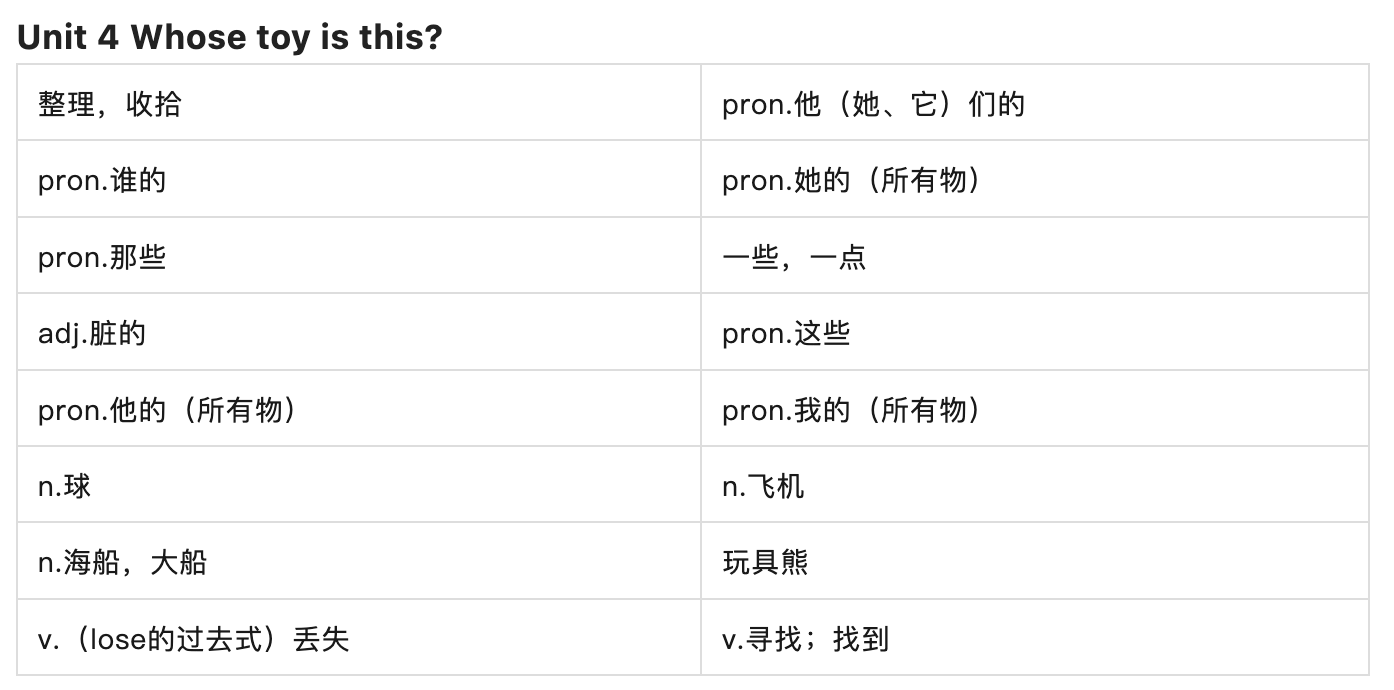 Unit 4 Whose toy is this?
整理，收拾
pron.他（她、它）们的
pron.谁的
pron.她的（所有物）
pron.那些
一些，一点
adj.脏的
pron.这些
pron.他的（所有物）
pron.我的（所有物）
n.球
n.飞机
n.海船，大船
玩具熊
v.（lose的过去式）丢失
v.寻找；找到